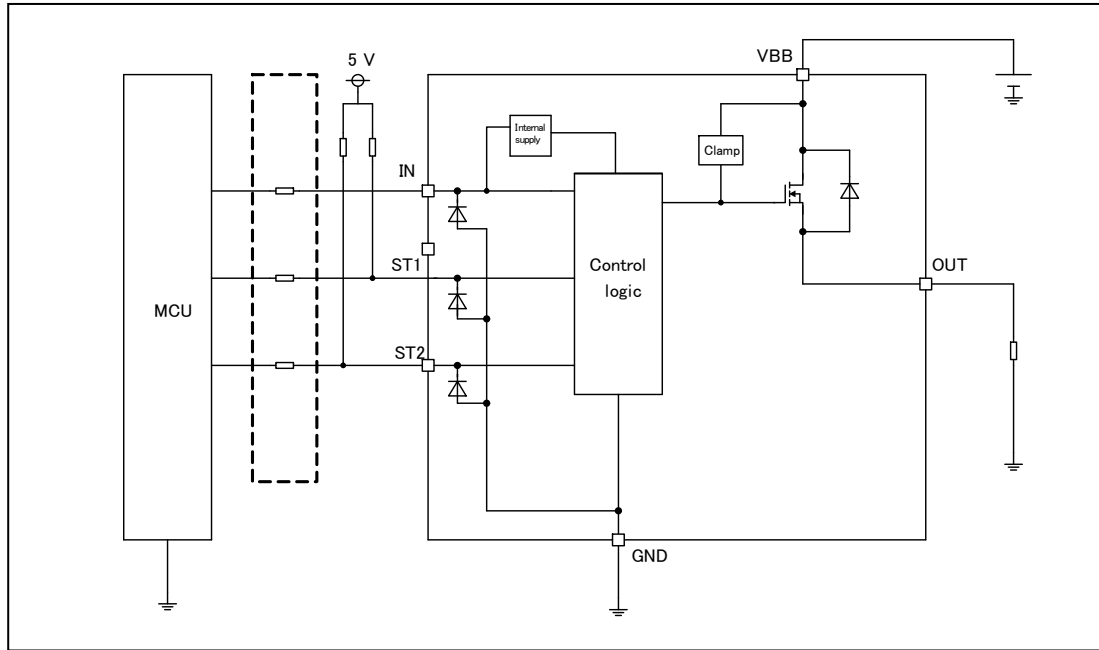 5 V
VBB
Internal
supply
Clamp
IN
ST1
Control
logic
OUT
MCU
ST2
GND